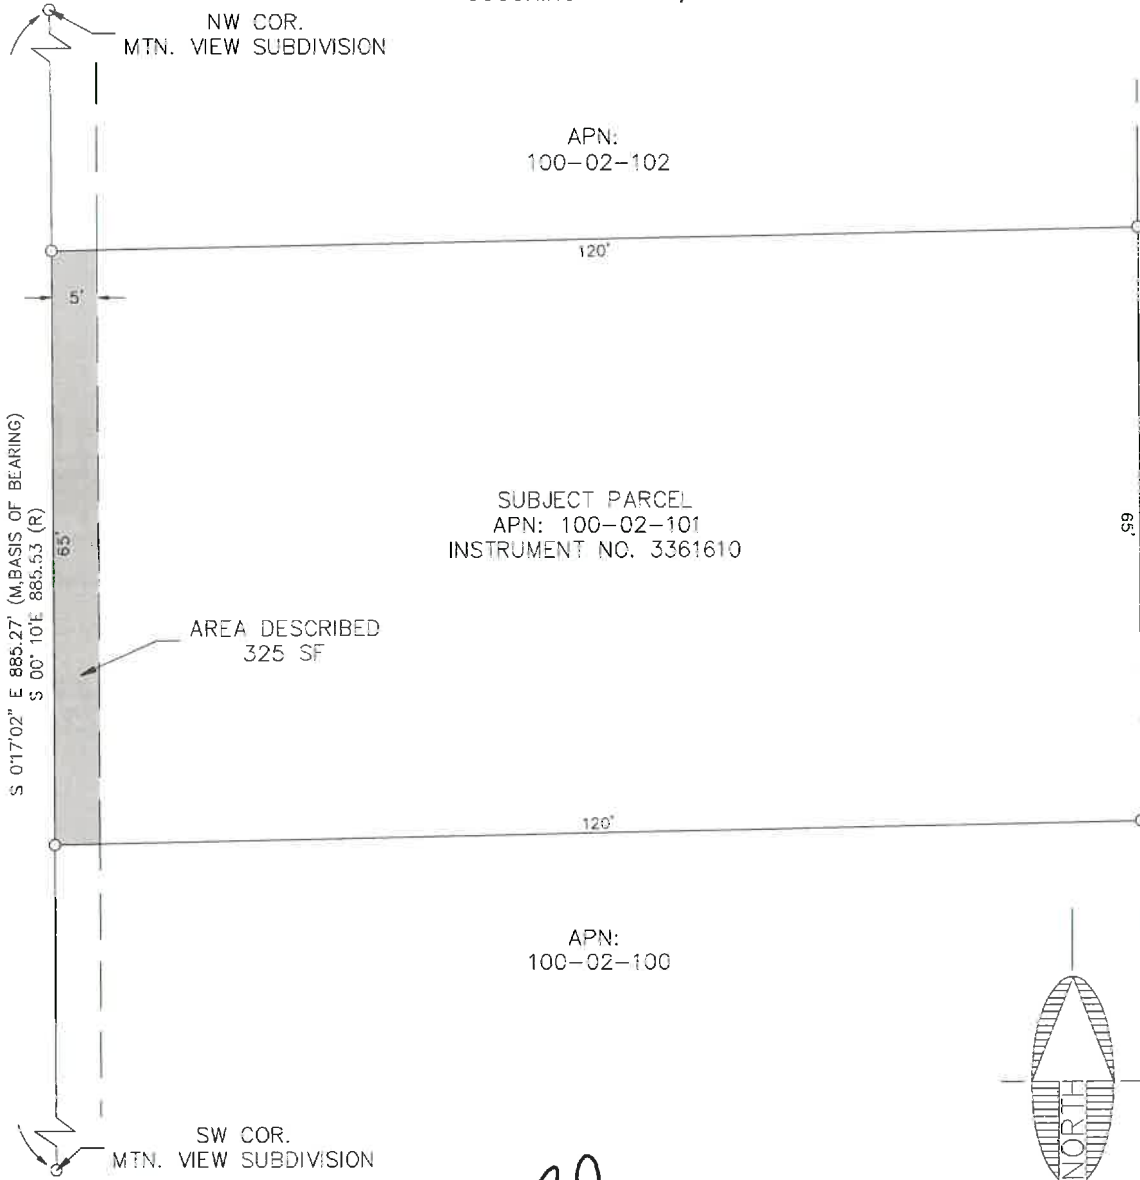 NW COR.
MTN. VIEW SUBDIVISION
APN:
100-02-102
120'
5'
S 0°17'02" E 885.27' (M,BASIS OF BEARING)
S 00° 10'E 885.53 (R)
65'
SUBJECT PARCEL
APN: 100-02-101
INSTRUMENT NO. 3361610
65'
AREA DESCRIBED
325 SF
120'
APN:
100-02-100
SW COR.
MTN. VIEW SUBDIVISION
NORTH